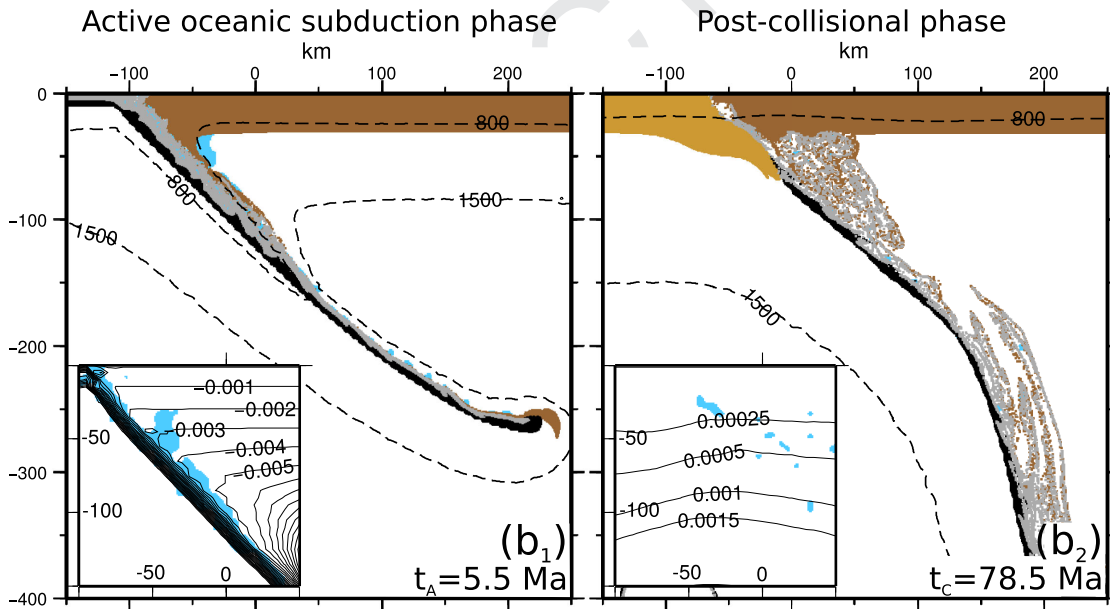 Active oceanic subduction phase
Post-collisional phase
km
km
−100 0 100 200
−100 0 100 200
0
−100
−200
−300
−400
800
800
1500
1500
800
1500
−0.001
−0.002
0.003
−0.004
−0.005
−50
−100
−50 0
0.00025
0.0005
0.001
0.0015
−50
−100
−50 0
(b1)
tA=5.5 Ma
(b2)
tC=78.5 Ma